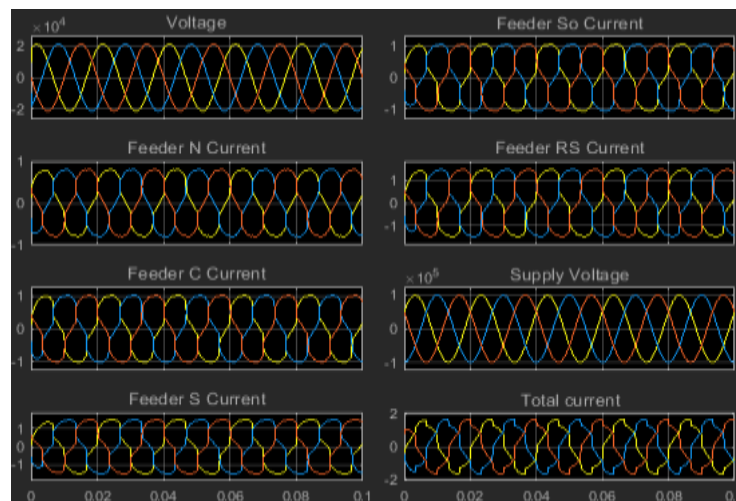 Voltage
×10⁴
2
0
-2
Feeder N Current
1
0
-1
Feeder C Current
1
0
-1
Feeder S Current
1
0
-1
0 0.02 0.04 0.06 0.08 0.1
Feeder So Current
1
0
-1
Feeder RS Current
1
0
-1
×10⁵ Supply Voltage
1
0
-1
Total current
2
0
-2
0 0.02 0.04 0.06 0.08